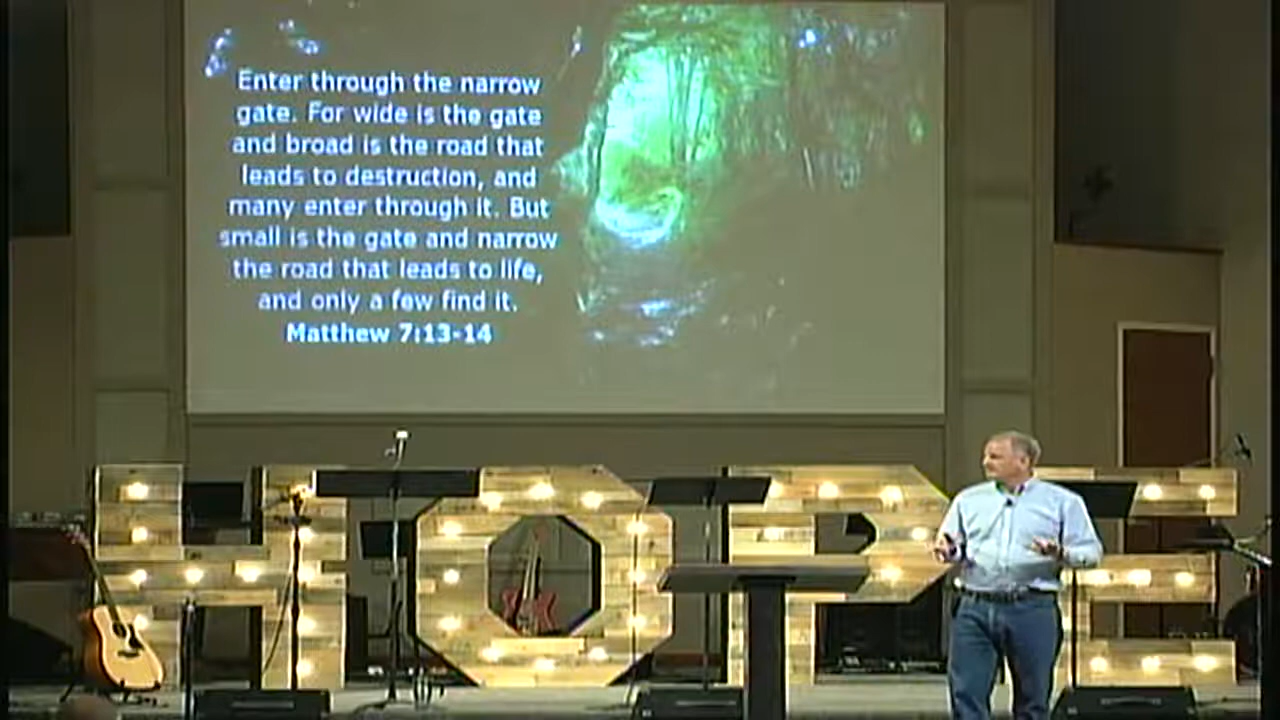 Enter through the narrow
gate. For wide is the gate
and broad is the road that
leads to destruction, and
many enter through it. But
small is the gate and narrow
the road that leads to life,
and only a few find it.
Matthew 7:13-14
HOPE